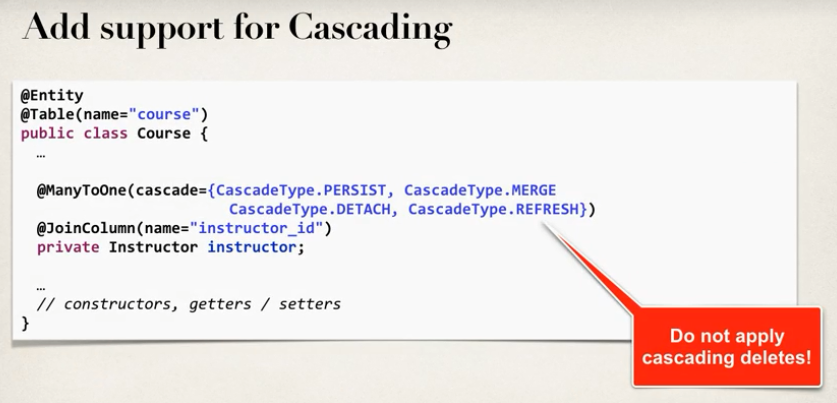 Add support for Cascading
@Entity
@Table(name="course")
public class Course {
…
@ManyToOne(cascade={CascadeType.PERSIST, CascadeType.MERGE
CascadeType.DETACH, CascadeType.REFRESH})
@JoinColumn(name="instructor_id")
private Instructor instructor;
…
// constructors, getters / setters
}
Do not apply
cascading deletes!